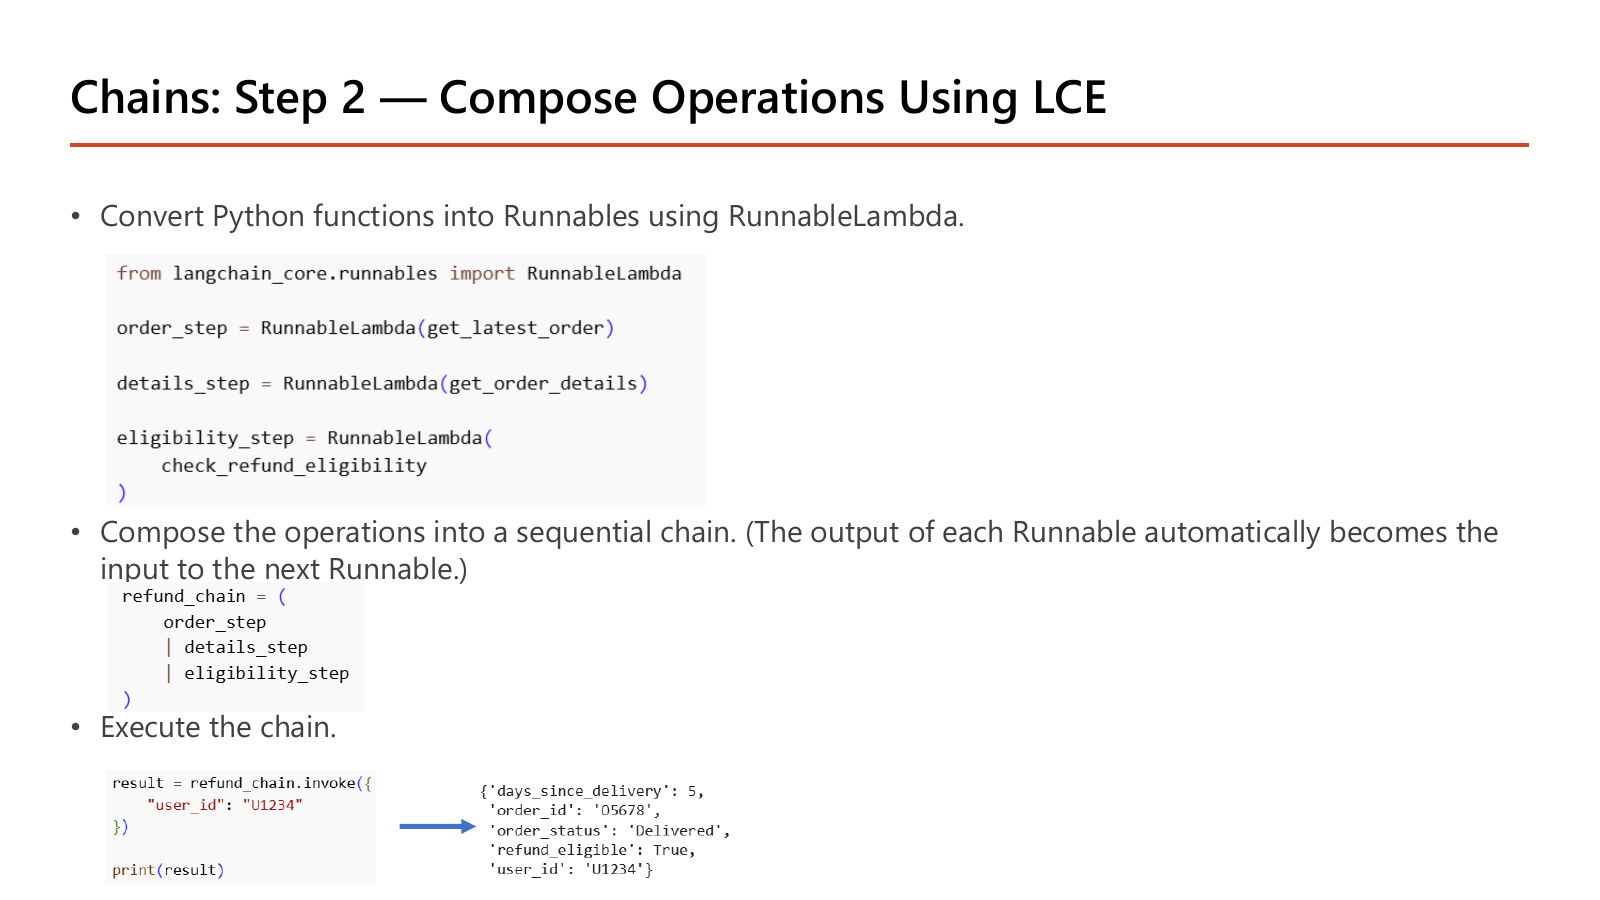 Chains: Step 2 — Compose Operations Using LCE
• Convert Python functions into Runnables using RunnableLambda.
from langchain_core.runnables import RunnableLambda
order_step = RunnableLambda(get_latest_order)
details_step = RunnableLambda(get_order_details)
eligibility_step = RunnableLambda(
    check_refund_eligibility
)
• Compose the operations into a sequential chain. (The output of each Runnable automatically becomes the
input to the next Runnable.)
refund_chain = (
    order_step
    | details_step
    | eligibility_step
)
• Execute the chain.
result = refund_chain.invoke({
    "user_id": "U1234"
})
print(result)
{'days_since_delivery': 5,
 'order_id': 'O5678',
 'order_status': 'Delivered',
 'refund_eligible': True,
 'user_id': 'U1234'}